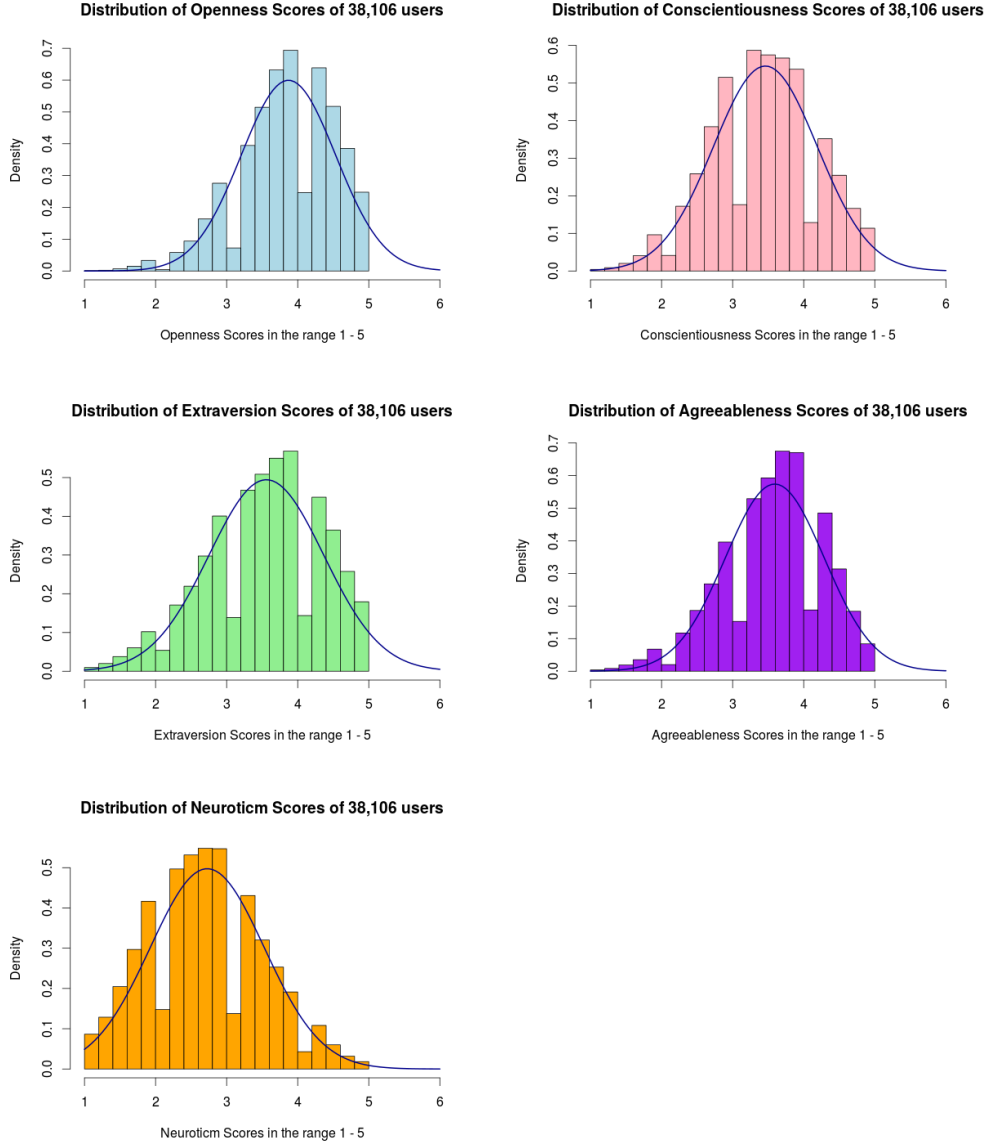 Distribution of Openness Scores of 38,106 users
Density
0.0 0.1 0.2 0.3 0.4 0.5 0.6 0.7
1 2 3 4 5 6
Openness Scores in the range 1 - 5
Distribution of Conscientiousness Scores of 38,106 users
Density
0.0 0.1 0.2 0.3 0.4 0.5 0.6
1 2 3 4 5 6
Conscientiousness Scores in the range 1 - 5
Distribution of Extraversion Scores of 38,106 users
Density
0.0 0.1 0.2 0.3 0.4 0.5
1 2 3 4 5 6
Extraversion Scores in the range 1 - 5
Distribution of Agreeableness Scores of 38,106 users
Density
0.0 0.1 0.2 0.3 0.4 0.5 0.6 0.7
1 2 3 4 5 6
Agreeableness Scores in the range 1 - 5
Distribution of Neuroticm Scores of 38,106 users
Density
0.0 0.1 0.2 0.3 0.4 0.5
1 2 3 4 5 6
Neuroticm Scores in the range 1 - 5